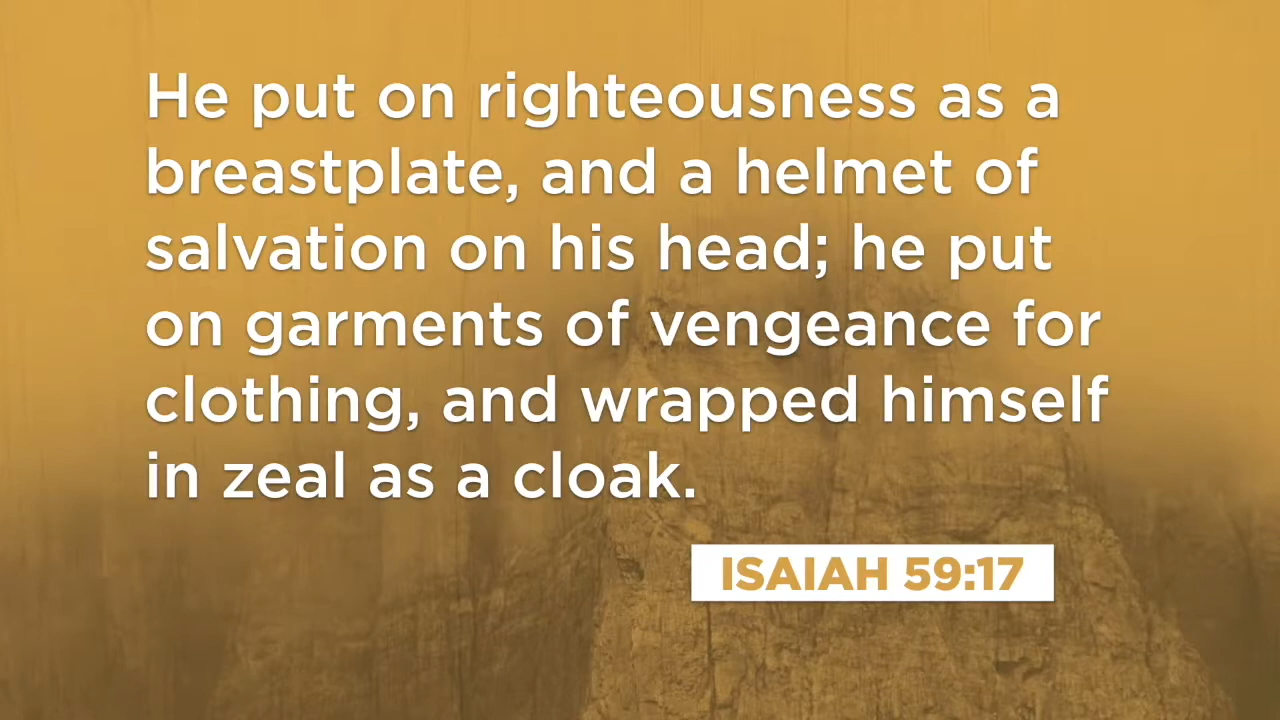 He put on righteousness as a
breastplate, and a helmet of
salvation on his head; he put
on garments of vengeance for
clothing, and wrapped himself
in zeal as a cloak.
ISAIAH 59:17